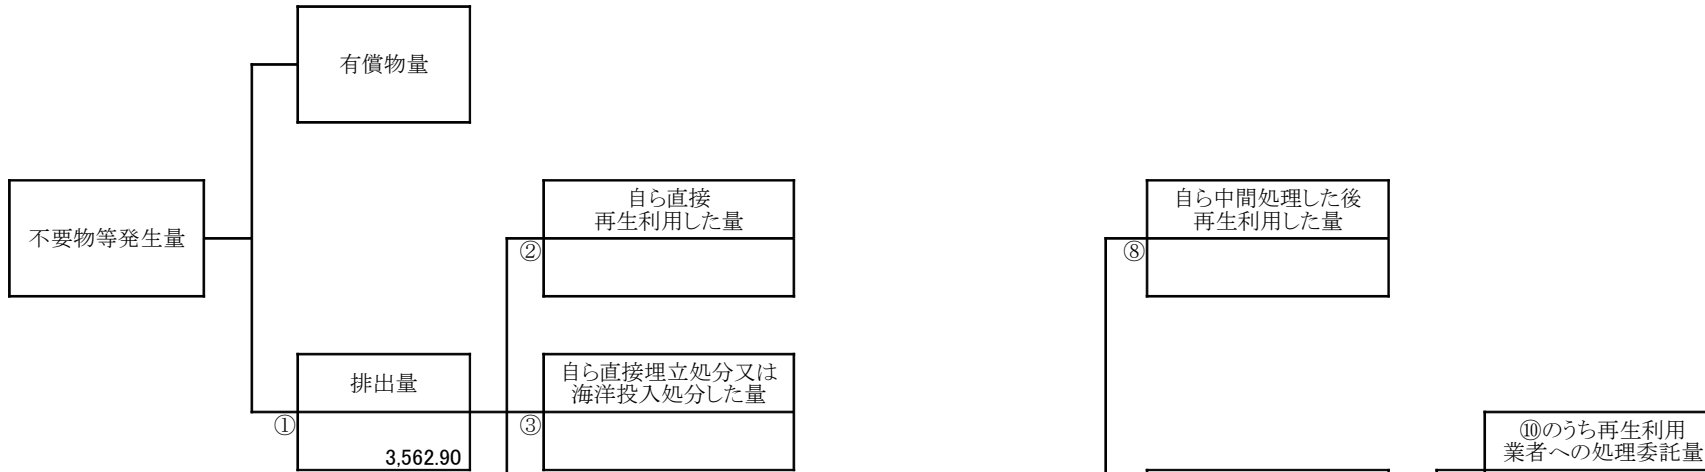 有償物量
自ら直接
再生利用した量
自ら中間処理した後
再生利用した量
不要物等発生量
②
⑧
排出量
自ら直接埋立処分又は
海洋投入処分した量
①
③
3,562.90
⑩のうち再生利用
業者への処理委託量